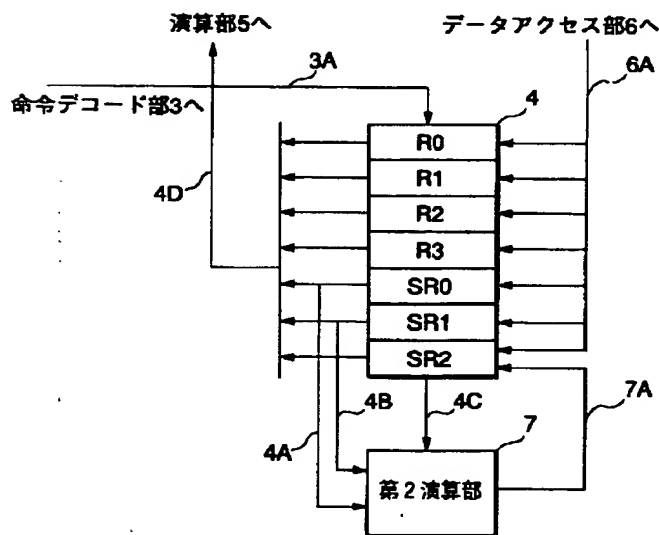 演算部5へ
データアクセス部6へ
3A
6A
命令デコード部3へ
4
R0
R1
4D
R2
R3
SR0
SR1
SR2
4B
4C
7A
4A
7
第2演算部